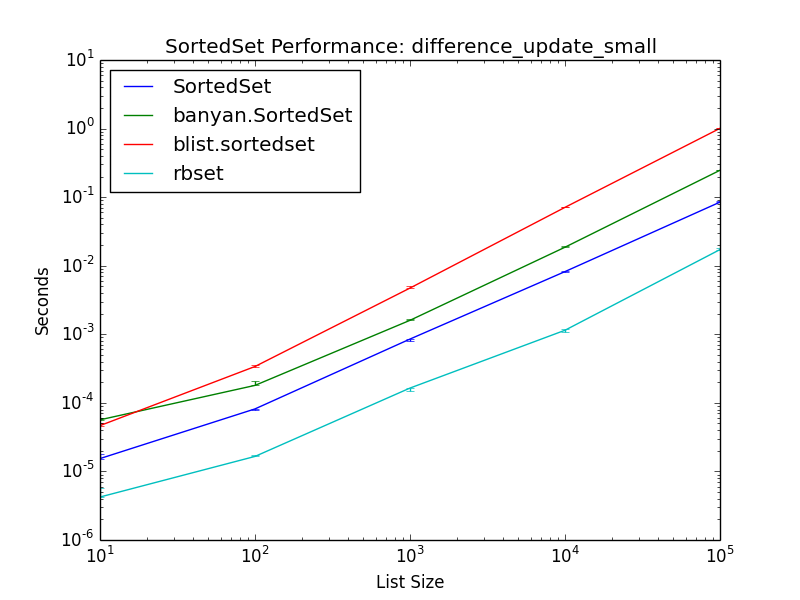 SortedSet Performance: difference_update_small
10^1
SortedSet
banyan.SortedSet
blist.sortedset
rbset
10^0
10^-1
10^-2
10^-3
10^-4
10^-5
10^-6
Seconds
10^1 10^2 10^3 10^4 10^5
List Size